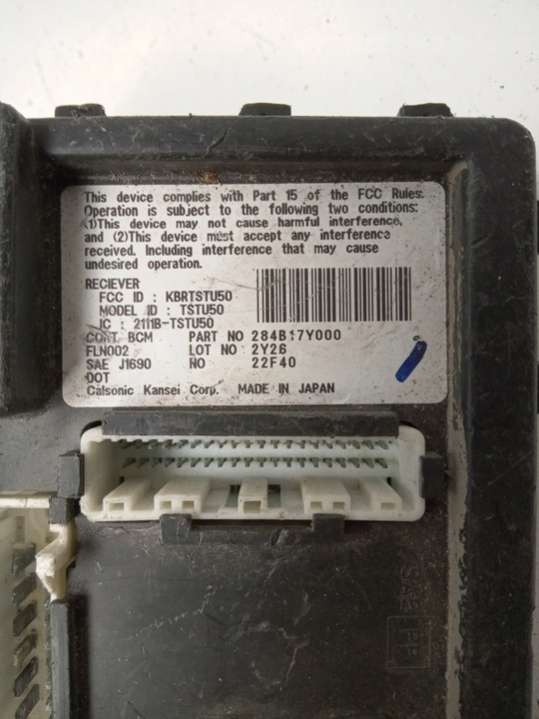 This device complies with Part 15 of the FCC Rules.
Operation is subject to the following two conditions:
(1)This device may not cause harmful interference,
and (2)This device must accept any interference
received. Including interference that may cause
undesired operation.
RECIEVER
FCC ID : KBRTSTU50
MODEL ID : TSTU50
IC : 2111B-TSTU50
CONT BCM PART NO 284B17Y000
FLN002 LOT NO 2Y26
SAE J1690 NO 22F40
DOT
Calsonic Kansei Corp. MADE IN JAPAN
PP